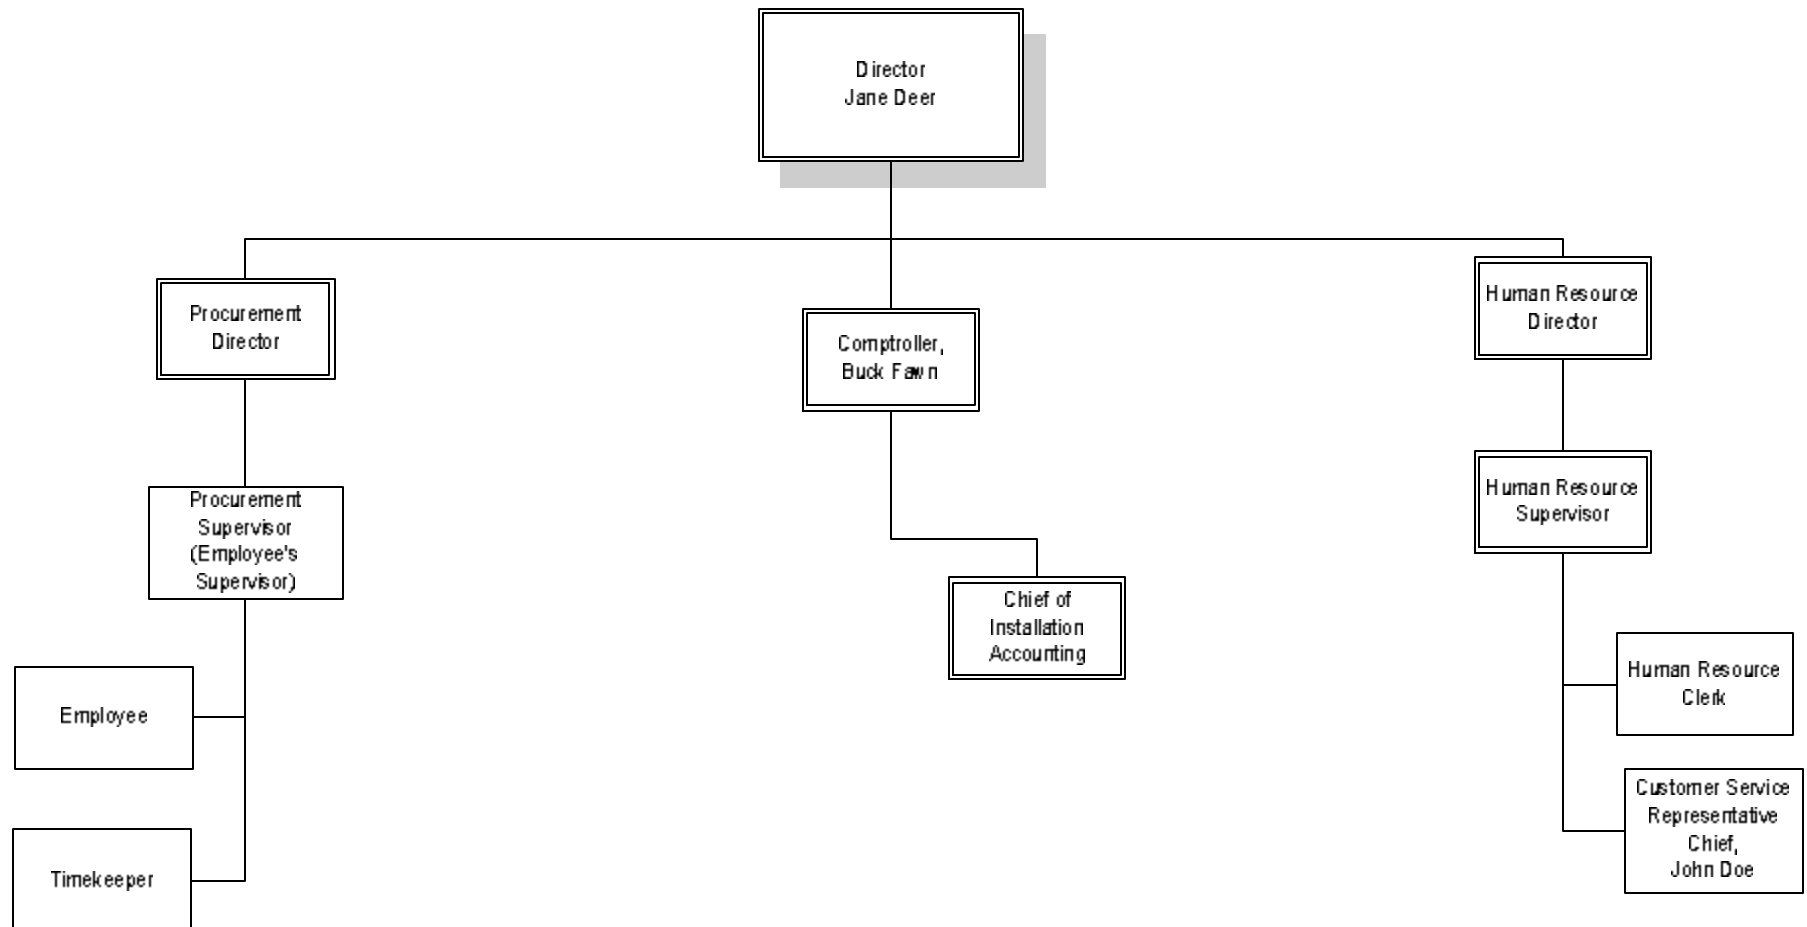 Director
Jane Deer
Procurement
Director
Comptroller,
Buck Fawn
Human Resource
Director
Procurement
Supervisor
(Employee's
Supervisor)
Human Resource
Supervisor
Chief of
Installation
Accounting
Employee
Human Resource
Clerk
Timekeeper
Customer Service
Representative
Chief,
John Doe